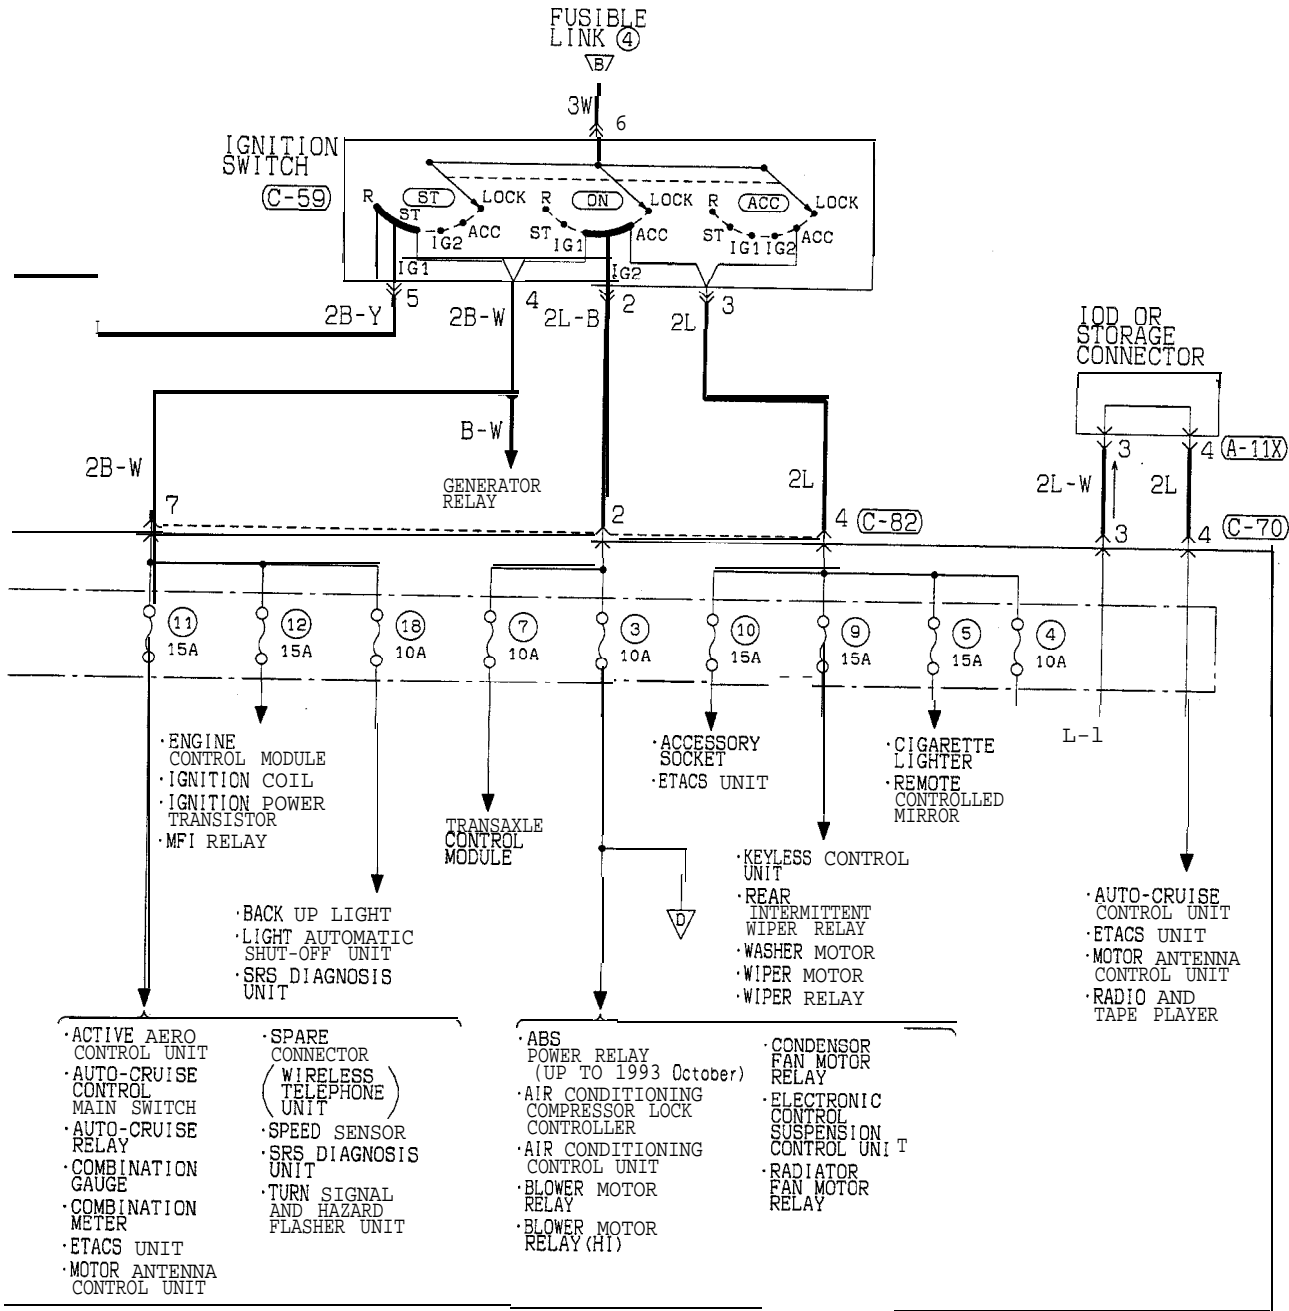 FUSIBLE
LINK ④
B
3W
6
IGNITION
SWITCH
C-59
R
ST
LOCK
ST
IG2
ACC
R
ON
LOCK
ST
IG1
ACC
R
ACC
LOCK
ST
IG1
IG2
ACC
IG1
IG2
5
4
2
3
2B-Y
2B-W
2L-B
2L
IOD OR
STORAGE
CONNECTOR
3
4
A-11X
2L-W
2L
B-W
GENERATOR
RELAY
2B-W
2L
7
2
4
C-82
3
4
C-70
⑪
15A
⑫
15A
⑱
10A
⑦
10A
③
10A
⑩
15A
⑨
15A
⑤
15A
④
10A
L-1
·ENGINE
CONTROL MODULE
·IGNITION COIL
·IGNITION POWER
TRANSISTOR
·MFI RELAY
·BACK UP LIGHT
·LIGHT AUTOMATIC
SHUT-OFF UNIT
·SRS DIAGNOSIS
UNIT
TRANSAXLE
CONTROL
MODULE
D
·ACCESSORY
SOCKET
·ETACS UNIT
·KEYLESS CONTROL
UNIT
·REAR
INTERMITTENT
WIPER RELAY
·WASHER MOTOR
·WIPER MOTOR
·WIPER RELAY
·CIGARETTE
LIGHTER
·REMOTE
CONTROLLED
MIRROR
·AUTO-CRUISE
CONTROL UNIT
·ETACS UNIT
·MOTOR ANTENNA
CONTROL UNIT
·RADIO AND
TAPE PLAYER
·ACTIVE AERO
CONTROL UNIT
·AUTO-CRUISE
CONTROL
MAIN SWITCH
·AUTO-CRUISE
RELAY
·COMBINATION
GAUGE
·COMBINATION
METER
·ETACS UNIT
·MOTOR ANTENNA
CONTROL UNIT
·SPARE
CONNECTOR
(WIRELESS
TELEPHONE
UNIT)
·SPEED SENSOR
·SRS DIAGNOSIS
UNIT
·TURN SIGNAL
AND HAZARD
FLASHER UNIT
·ABS
POWER RELAY
(UP TO 1993 October)
·AIR CONDITIONING
COMPRESSOR LOCK
CONTROLLER
·AIR CONDITIONING
CONTROL UNIT
·BLOWER MOTOR
RELAY
·BLOWER MOTOR
RELAY(HI)
·CONDENSOR
FAN MOTOR
RELAY
·ELECTRONIC
CONTROL
SUSPENSION
CONTROL UNIT
·RADIATOR
FAN MOTOR
RELAY